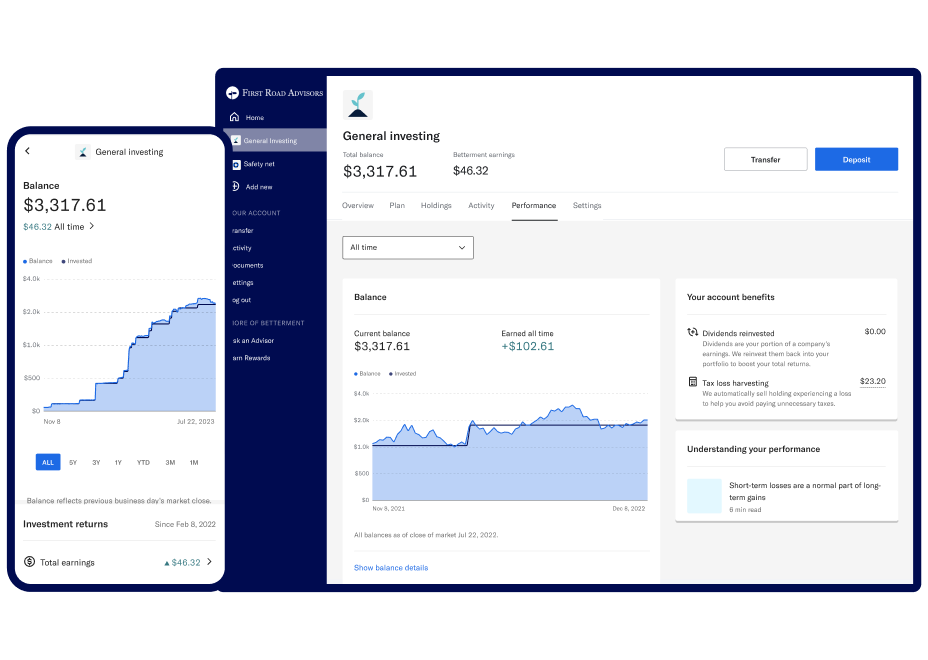 General investing
Balance
$3,317.61
$46.32 All time
Balance Invested
$4.0k
$2.0k
$1.0k
$500
$0
Nov 8 Jul 22, 2023
ALL 5Y 3Y 1Y YTD 3M 1M
Balance reflects previous business day's market close.
Investment returns Since Feb 8, 2022
Total earnings $46.32
FIRST ROAD ADVISORS
Home
General Investing
Safety net
Add new
OUR ACCOUNT
ransfer
ctivity
ocuments
ettings
og out
IORE OF BETTERMENT
sk an Advisor
arn Rewards
General investing
Total balance Betterment earnings
$3,317.61 $46.32
Transfer Deposit
Overview Plan Holdings Activity Performance Settings
All time
Balance
Current balance Earned all time
$3,317.61 +$102.61
Balance Invested
$4.0k
$2.0k
$1.0k
$500
$0
Nov 8, 2021 Dec 8, 2022
All balances as of close of market Jul 22, 2022.
Show balance details
Your account benefits
Dividends reinvested $0.00
Dividends are your portion of a company's
earnings. We reinvest them back into your
portfolio to boost your total returns.
Tax loss harvesting $23.20
We automatically sell holding experiencing a loss
to help you avoid paying unnecessary taxes.
Understanding your performance
Short-term losses are a normal part of long-
term gains
6 min read